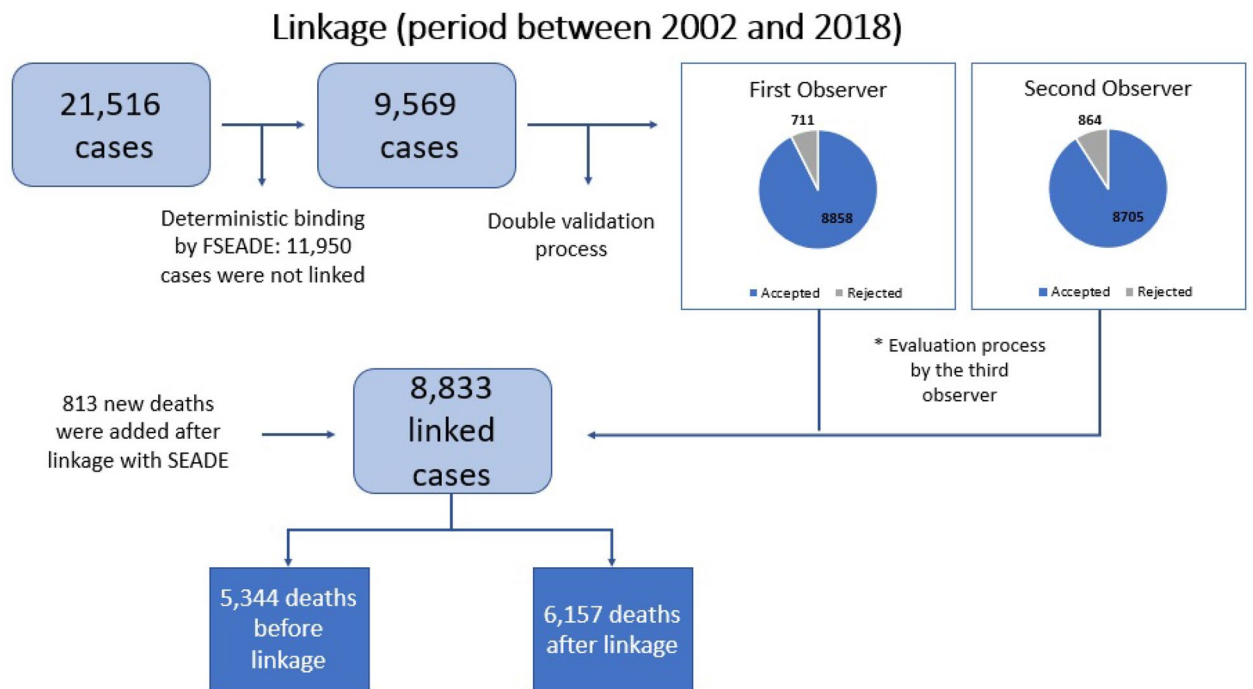 Linkage (period between 2002 and 2018)
21,516
cases
9,569
cases
Deterministic binding
by FSEADE: 11,950
cases were not linked
Double validation
process
First Observer
711
8858
Accepted Rejected
Second Observer
864
8705
Accepted Rejected
* Evaluation process
by the third
observer
813 new deaths
were added after
linkage with SEADE
8,833
linked
cases
5,344 deaths
before
linkage
6,157 deaths
after linkage